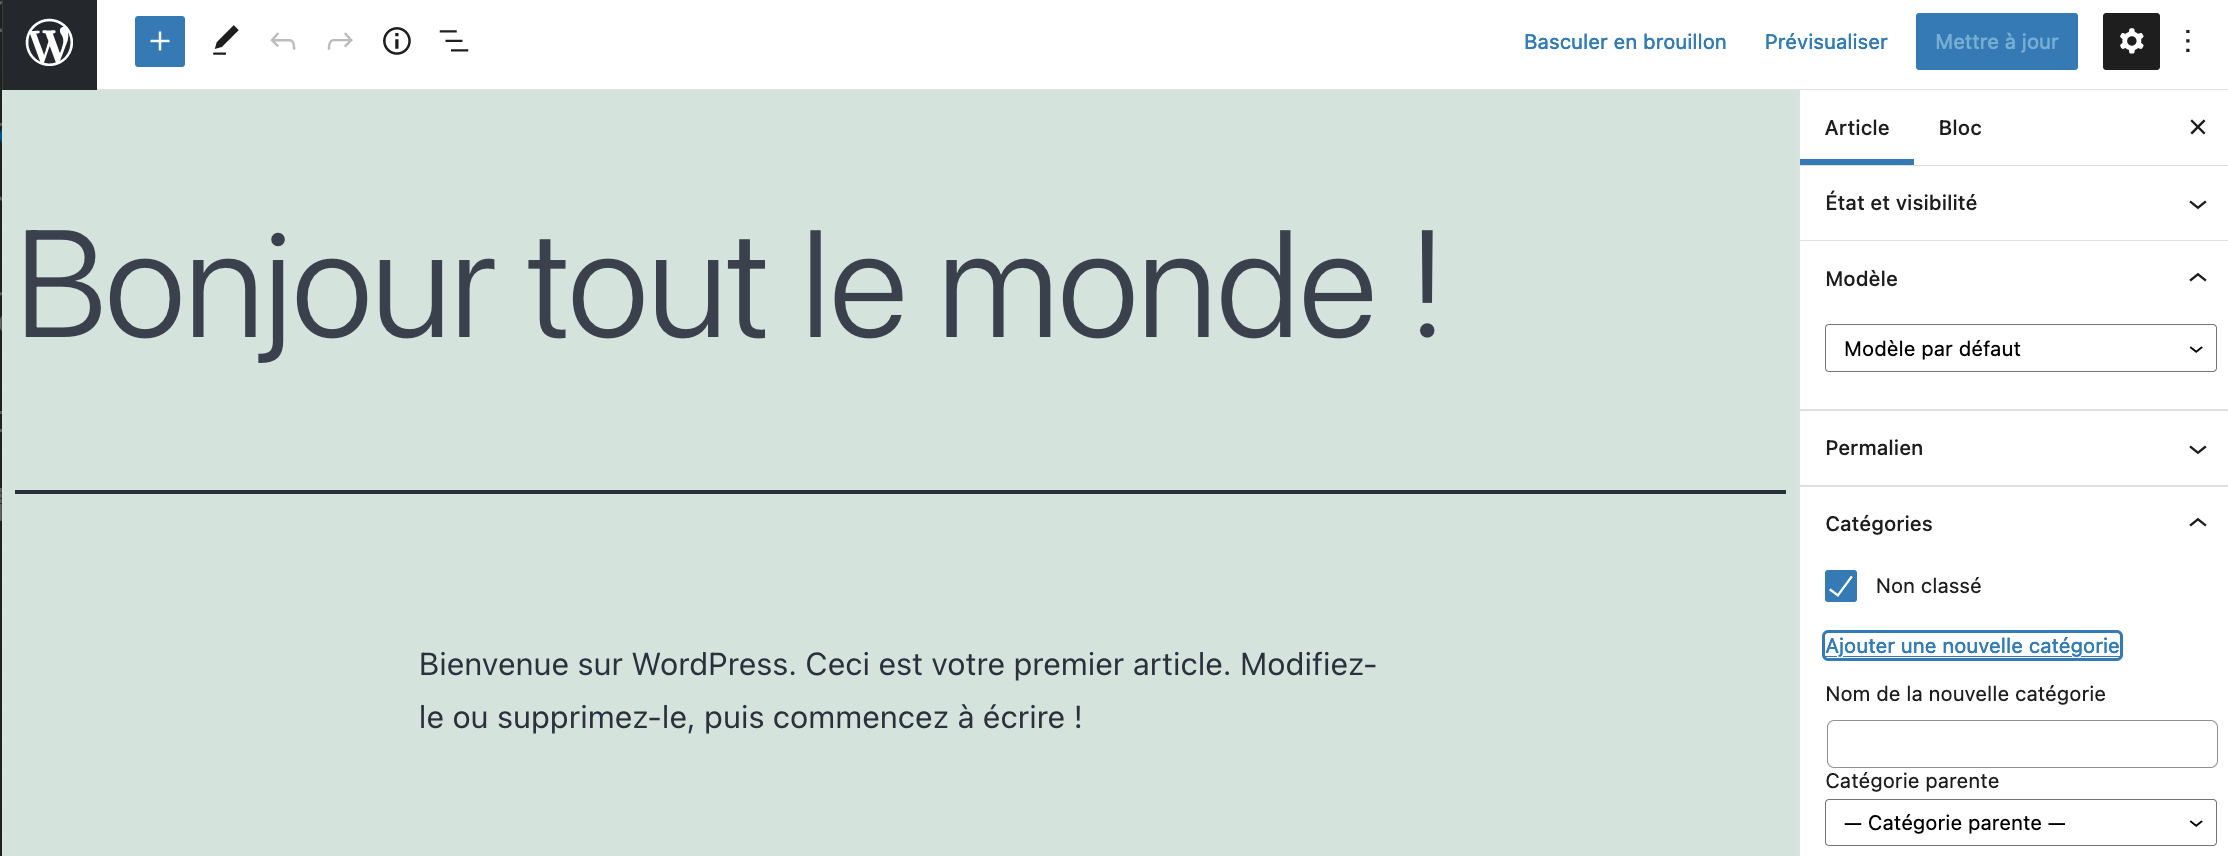 Basculer en brouillon
Prévisualiser
Mettre à jour
Bonjour tout le monde !
Bienvenue sur WordPress. Ceci est votre premier article. Modifiez-
le ou supprimez-le, puis commencez à écrire !
Article
Bloc
État et visibilité
Modèle
Modèle par défaut
Permalien
Catégories
Non classé
Ajouter une nouvelle catégorie
Nom de la nouvelle catégorie
Catégorie parente
— Catégorie parente —